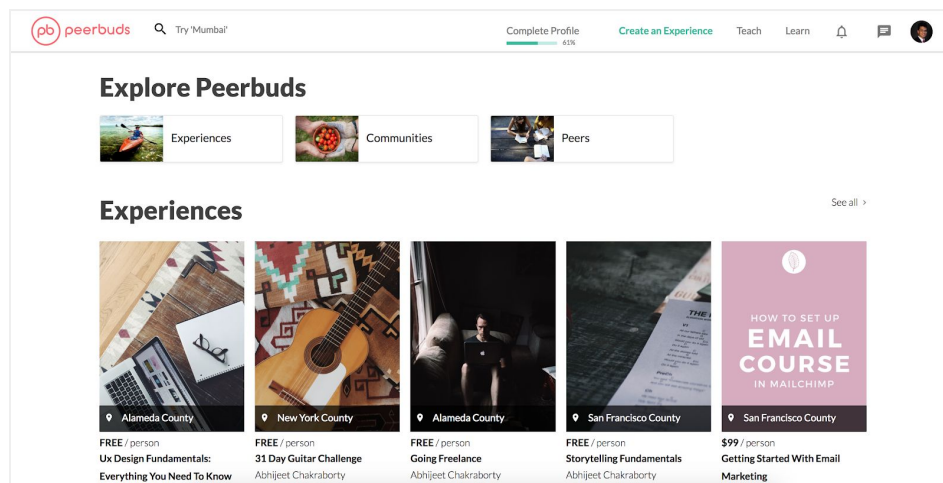 pb peerbuds
Try 'Mumbai'
Complete Profile
61%
Create an Experience
Teach
Learn
Explore Peerbuds
Experiences
Communities
Peers
Experiences
See all >
THE
HOW TO SET UP
EMAIL
COURSE
IN MAILCHIMP
Alameda County
New York County
Alameda County
San Francisco County
San Francisco County
FREE / person
Ux Design Fundamentals:
Everything You Need To Know
FREE / person
31 Day Guitar Challenge
Abhijeet Chakraborty
FREE / person
Going Freelance
Abhijeet Chakraborty
FREE / person
Storytelling Fundamentals
Abhijeet Chakraborty
$99 / person
Getting Started With Email
Marketing